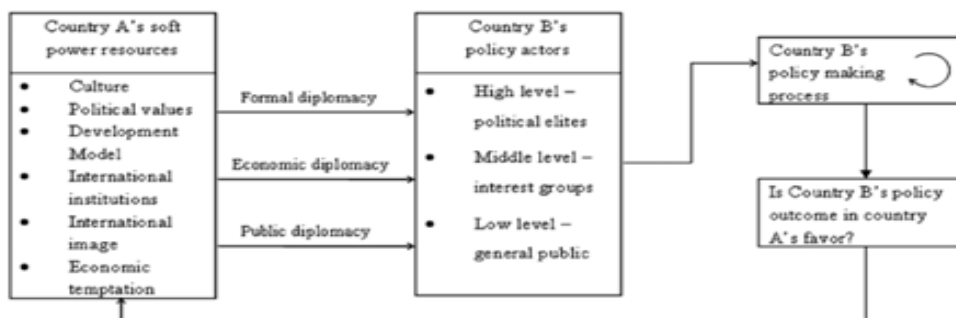 Country A's soft
power resources
• Culture
• Political values
• Development
Model
• International
institutions
• International
image
• Economic
temptation
Formal diplomacy
Economic diplomacy
Public diplomacy
Country B's
policy actors
• High level –
political elites
• Middle level –
interest groups
• Low level –
general public
Country B's
policy making
process
Is Country B's policy
outcome in country
A's favor?